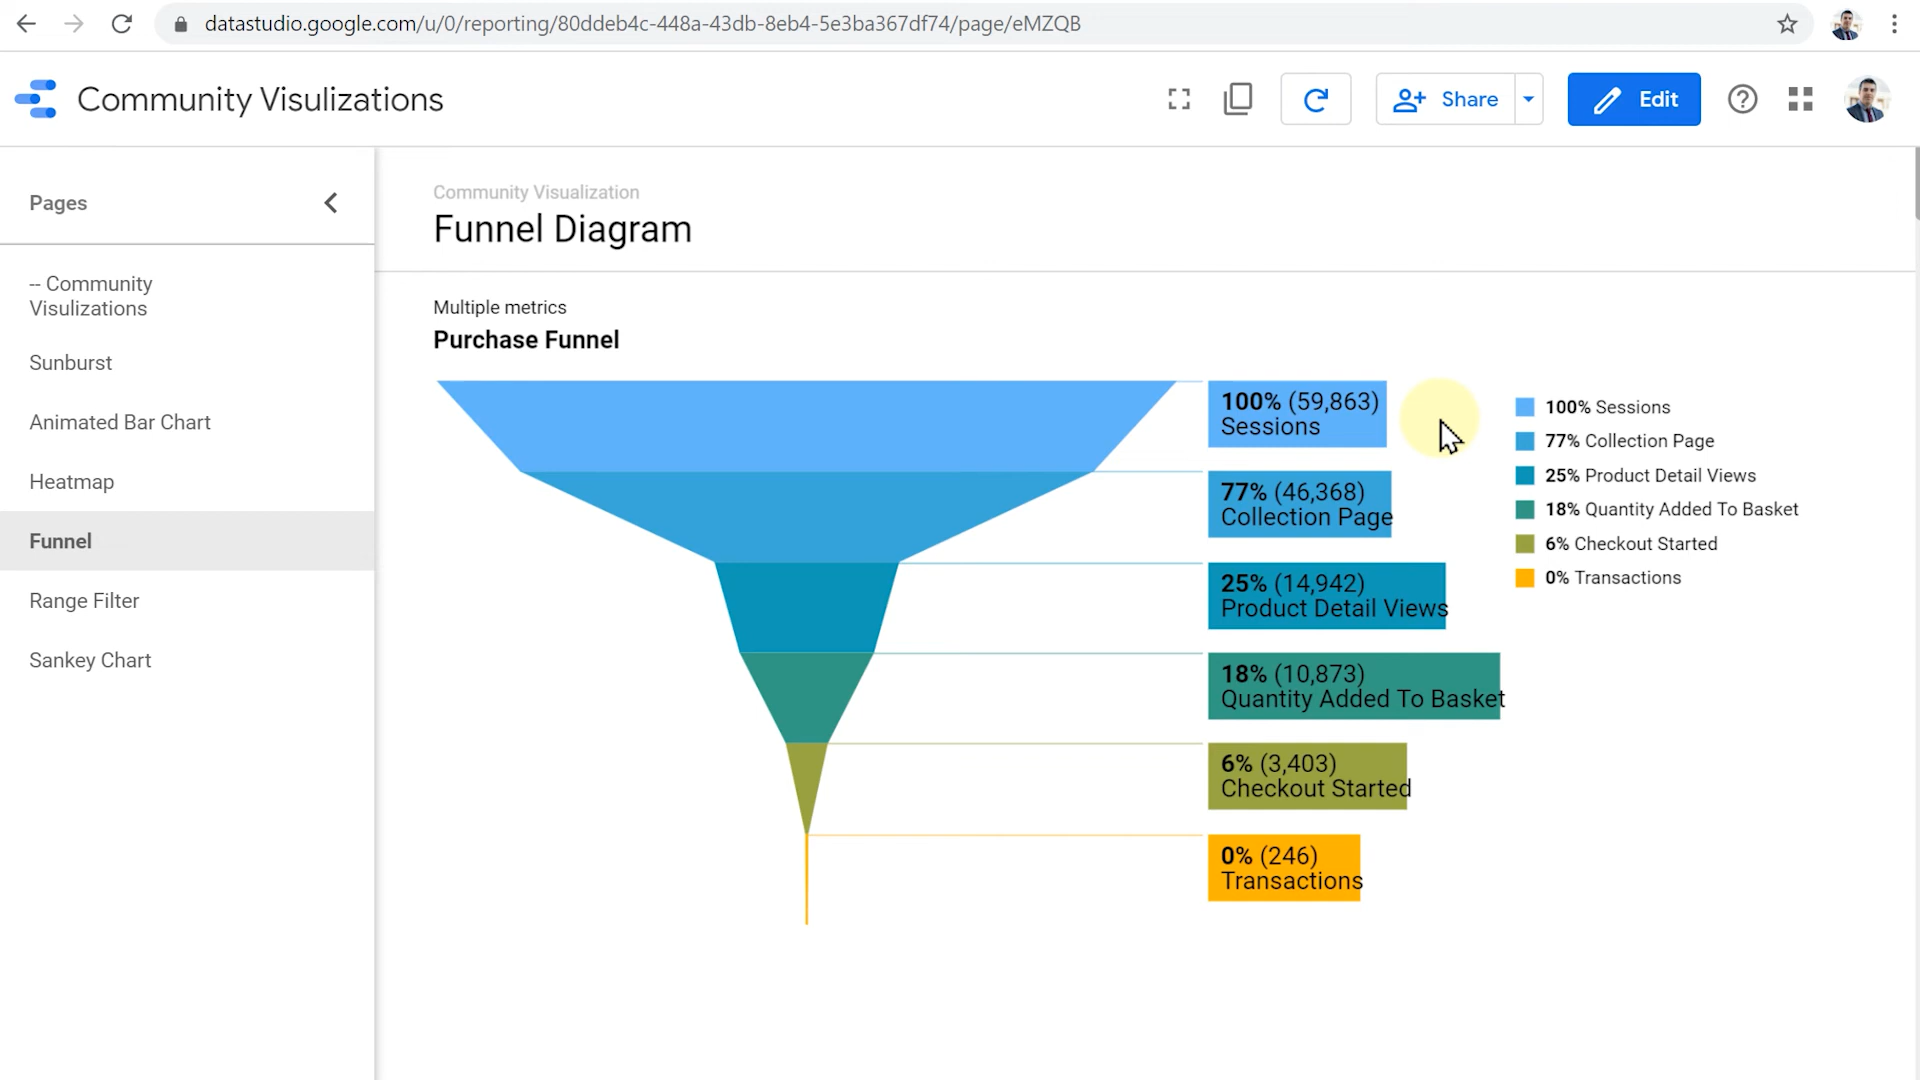 datastudio.google.com/u/0/reporting/80ddeb4c-448a-43db-8eb4-5e3ba367df74/page/eMZQB
Community Visulizations
Share
Edit
Pages
-- Community
Visulizations
Sunburst
Animated Bar Chart
Heatmap
Funnel
Range Filter
Sankey Chart
Community Visualization
Funnel Diagram
Multiple metrics
Purchase Funnel
100% (59,863)
Sessions
77% (46,368)
Collection Page
25% (14,942)
Product Detail Views
18% (10,873)
Quantity Added To Basket
6% (3,403)
Checkout Started
0% (246)
Transactions
100% Sessions
77% Collection Page
25% Product Detail Views
18% Quantity Added To Basket
6% Checkout Started
0% Transactions